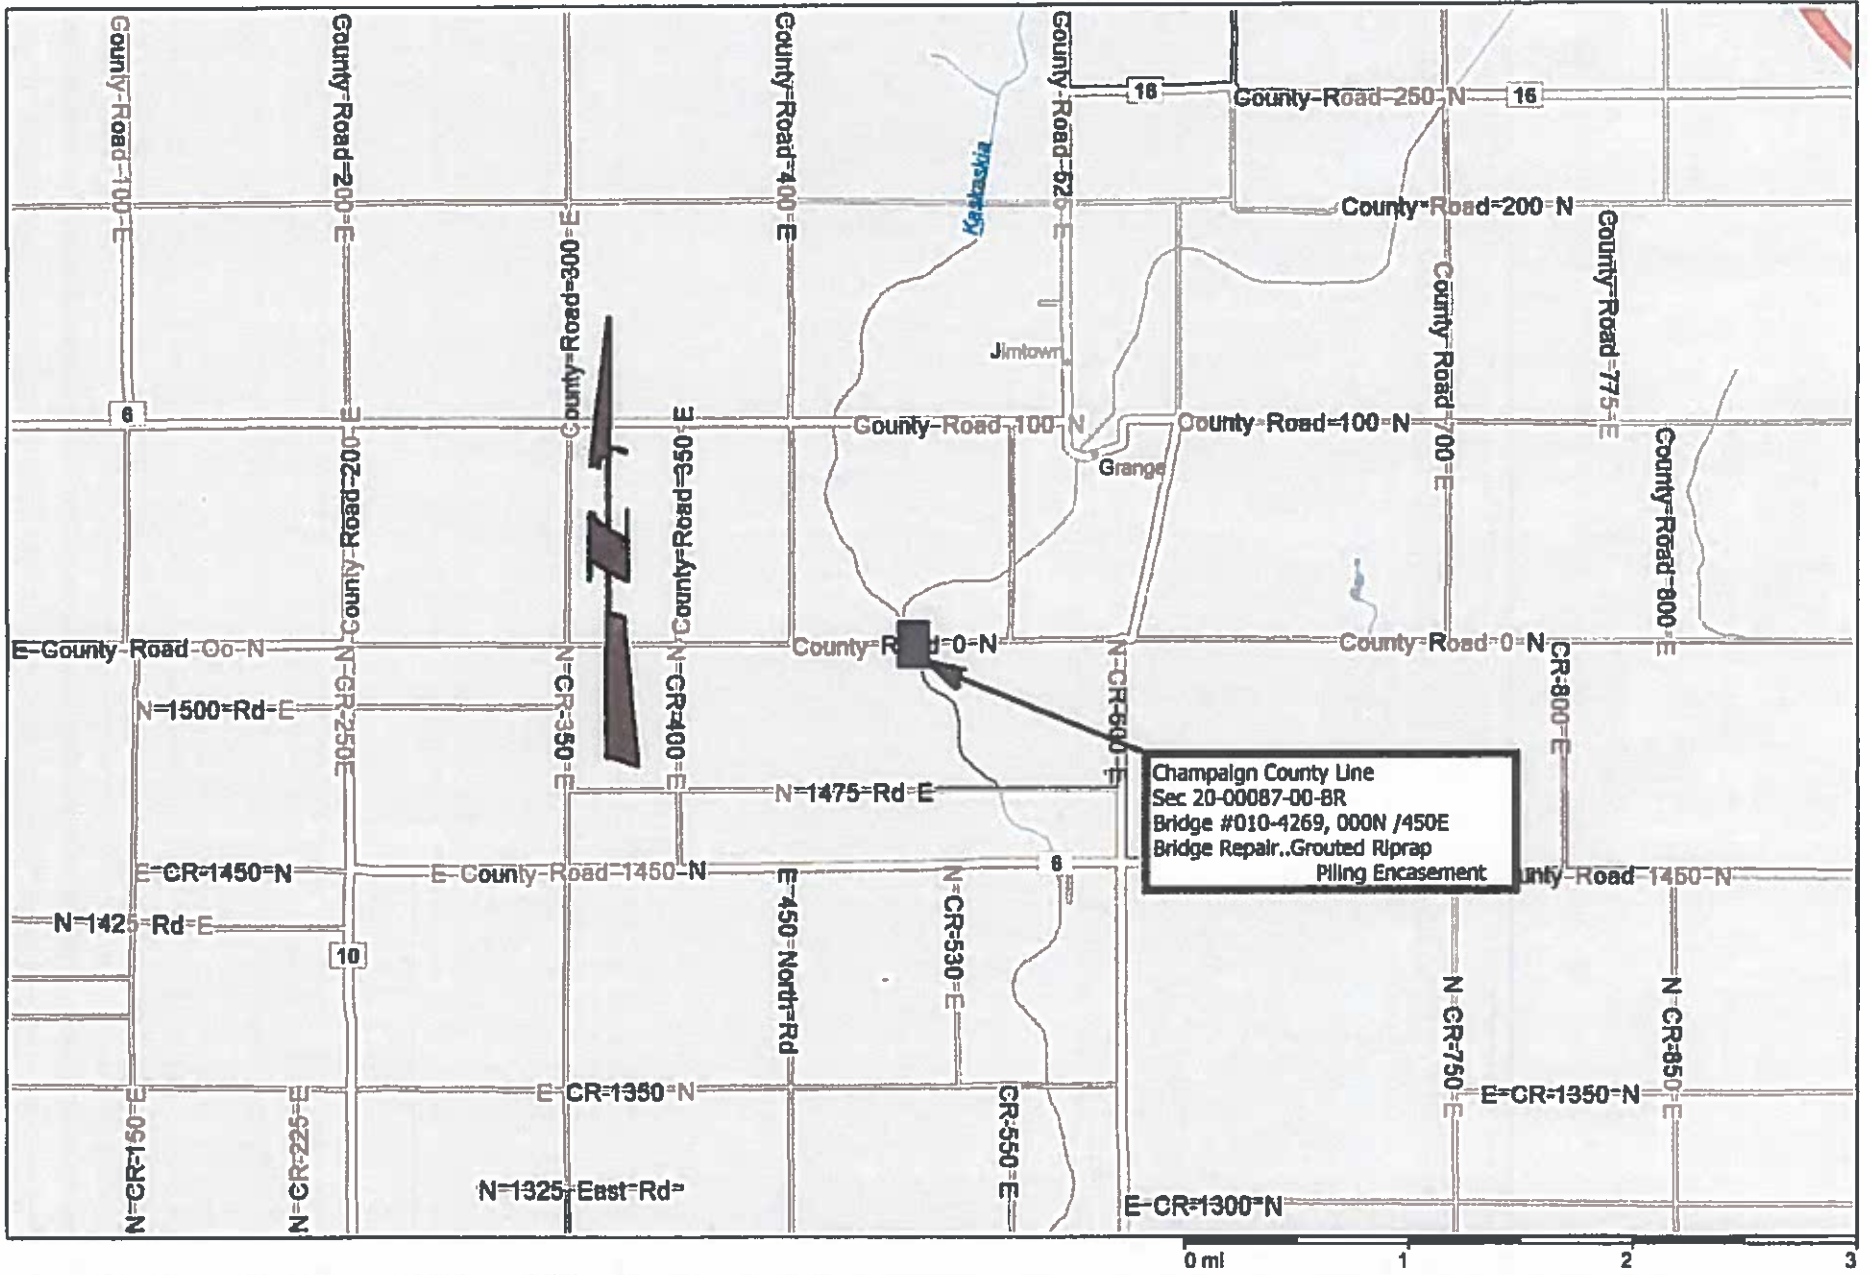 County-Road-100-E
County Road-200-E
County-Road-300-E
County-Road-400-E
County-Road-525-E
16
County-Road-250-N
16
Kaskaskia
County-Road-200 N
County-Road-775-E
County Road 700-E
Jimtown
6
County-Road-100 N
County-Road-100-N
County-Road-200-E
County-Road-350-E
Grange
County-Road-800-E
E-County-Road-Oo-N
County-Road-0-N
County-Road-0-N
N-1500-Rd-E
N-CR-250E
N-CR-350-E
N-CR-400-E
N-CR-600-E
CR-800-E
N-1475-Rd E
Champaign County Line
Sec 20-00087-00-BR
Bridge #010-4269, 000N /450E
Bridge Repair..Grouted Riprap
Piling Encasement
E-CR-1450-N
E-County-Road-1450-N
6
unty-Road 1450-N
N-1425-Rd-E
10
E-450-North-Rd
N-CR-530-E
N-CR-750-E
N-CR-850-E
E CR-1350-N
E-CR-1350-N
N-CR-150-E
N-CR-225-E
CR-550-E
N-1325-East-Rd-
E-CR-1300-N
0 mi
1
2
3